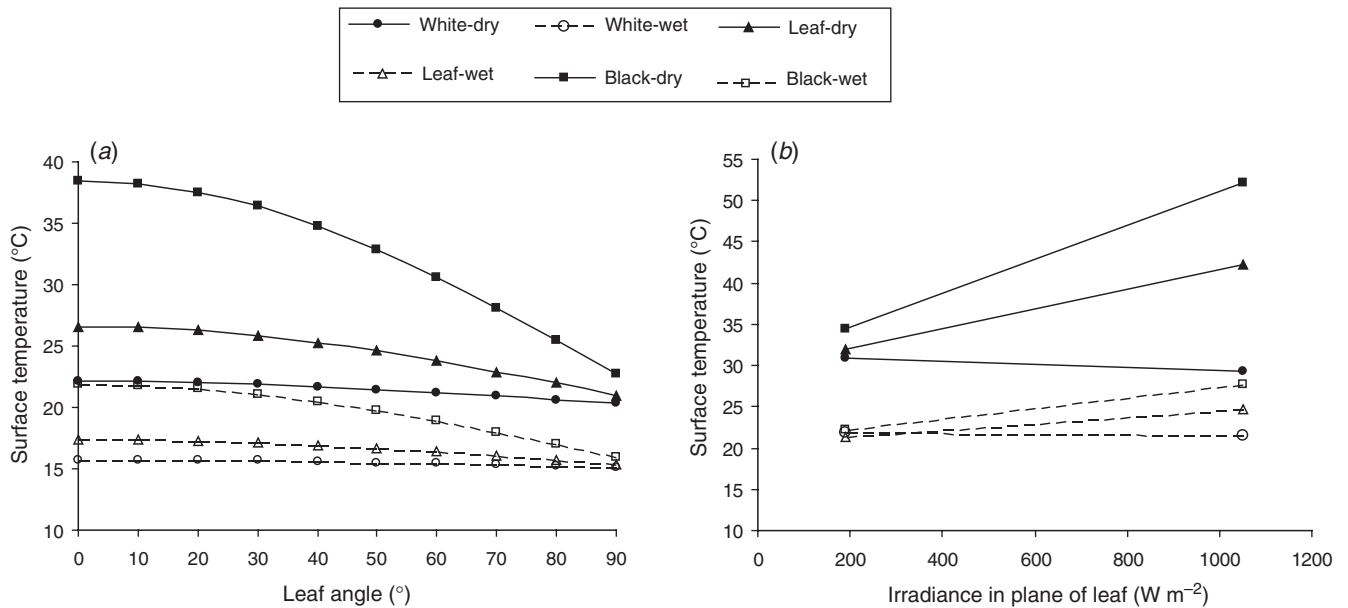 White-dry White-wet Leaf-dry
Leaf-wet Black-dry Black-wet
(a)
40
35
30
25
20
15
10
Surface temperature (°C)
0 10 20 30 40 50 60 70 80 90
Leaf angle (°)
(b)
55
50
45
40
35
30
25
20
15
10
Surface temperature (°C)
0 200 400 600 800 1000 1200
Irradiance in plane of leaf (W m–2)